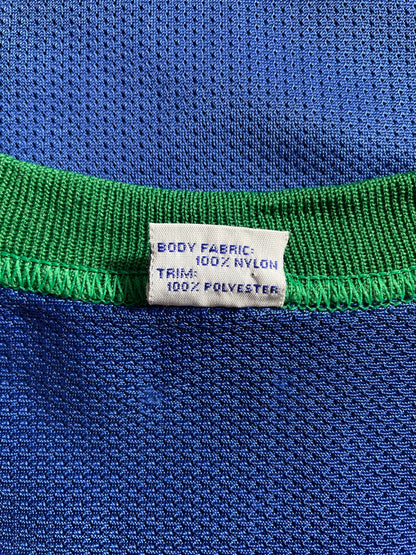 BODY FABRIC:
100% NYLON
TRIM:
100% POLYESTER